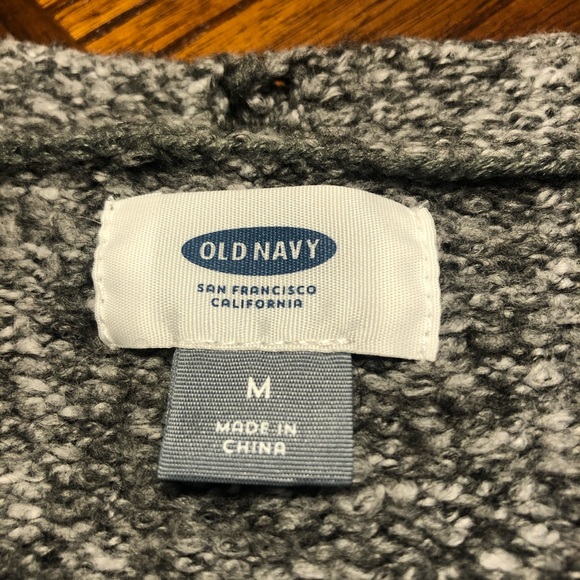 OLD NAVY
SAN FRANCISCO
CALIFORNIA
M
MADE IN
CHINA